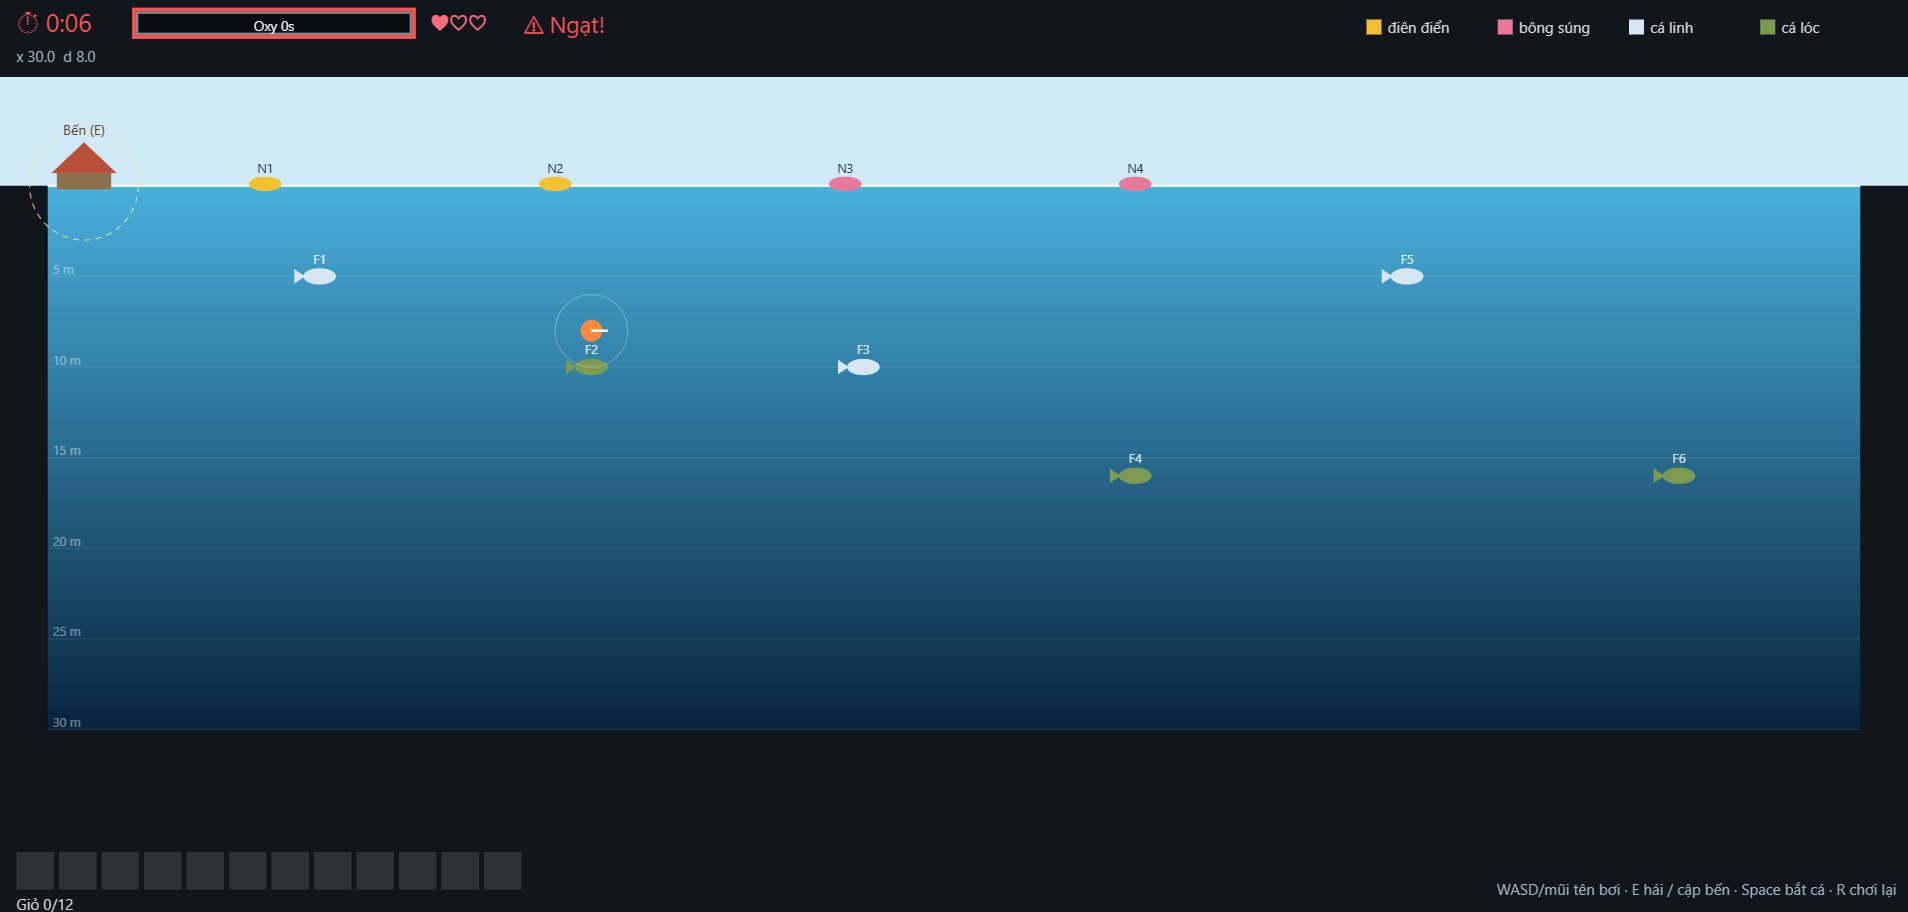 0:06
Oxy 0s
Ngạt!
điên điển
bông súng
cá linh
cá lóc
x 30.0 d 8.0
Bến (E)
N1
N2
N3
N4
F1
F5
5 m
F2
F3
10 m
15 m
F4
F6
20 m
25 m
30 m
WASD/mũi tên bơi · E hái / cập bến · Space bắt cá · R chơi lại
Giỏ 0/12